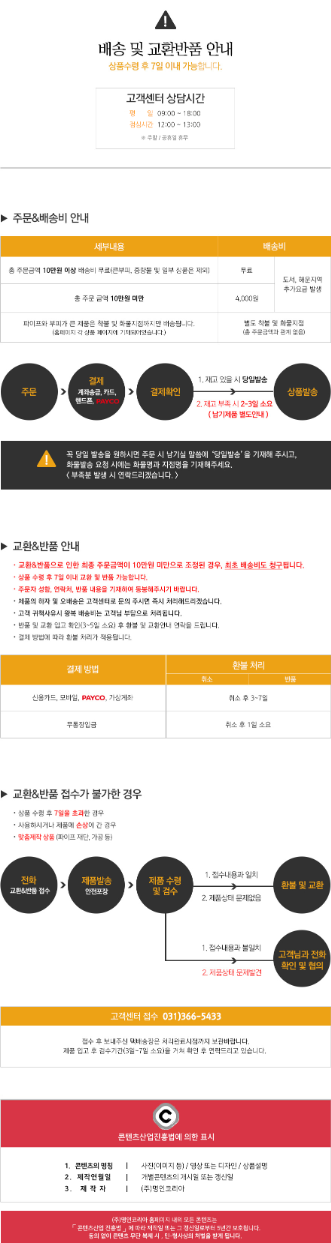 배송 및 교환반품 안내
상품수령 후 7일 이내 가능합니다.
고객센터 상담시간
평 일 09:00 ~ 18:00
점심시간 12:00 ~ 13:00
※ 주말 / 공휴일 휴무
▶ 주문&배송비 안내
세부내용 배송비
총 주문금액 10만원 이상 배송비 무료(큰부피, 중량물 및 일부 상품은 제외) 무료
도서, 해운지역
추가요금 발생
총 주문 금액 10만원 미만 4,000원
파이프와 부피가 큰 제품은 착불 및 화물지점까지만 배송됩니다. 별도 착불 및 화물지점
(홈페이지 각 상품 페이지에 기재되어있습니다.) (총 주문금액과 관계 없음)
주문
결제
계좌송금, 카드,
핸드폰, PAYCO
결제확인
1. 재고 있을 시 당일발송
2. 재고 부족 시 2~3일 소요
( 납기제품 별도안내 )
상품발송
꼭 당일 발송을 원하시면 주문 시 남기실 말씀에 "당일발송"을 기재해 주시고,
화물발송 요청 시에는 화물명과 지점명을 기재해주세요.
< 부족분 발생 시 연락드리겠습니다. >
▶ 교환&반품 안내
· 교환&반품으로 인한 최종 주문금액이 10만원 미만으로 조정된 경우, 최초 배송비도 청구됩니다.
· 상품 수령 후 7일 이내 교환 및 반품 가능합니다.
· 주문자 성함, 연락처, 반품 내용을 기재하여 동봉해주시기 바랍니다.
· 제품의 하자 및 오배송은 고객센터로 문의 주시면 즉시 처리해드리겠습니다.
· 고객 귀책사유시 왕복 배송비는 고객님 부담으로 처리됩니다.
· 반품 및 교환 입고 확인(3~5일 소요) 후 환불 및 교환안내 연락을 드립니다.
· 결제 방법에 따라 환불 처리가 적용됩니다.
결제 방법 환불 처리
취소 반품
신용카드, 모바일, PAYCO, 가상계좌 취소 후 3~7일
무통장입금 취소 후 1일 소요
▶ 교환&반품 접수가 불가한 경우
· 상품 수령 후 7일을 초과한 경우
· 사용하시거나 제품에 손상이 간 경우
· 맞춤제작 상품 (파이프 재단, 가공 등)
전화
교환&반품 접수
제품발송
안전포장
제품 수령
및 검수
1. 접수내용과 일치
2. 제품상태 문제없음
환불 및 교환
1. 접수내용과 불일치
2. 제품상태 문제발견
고객님과 전화
확인 및 협의
고객센터 접수 031)366-5433
접수 후 보내주신 택배송장은 처리완료시점까지 보관바랍니다.
제품 입고 후 검수기간(3일~7일 소요)을 거쳐 확인 후 연락드리고 있습니다.
C
콘텐츠산업진흥법에 의한 표시
1. 콘텐츠의 명칭 | 사진(이미지 등) / 영상 또는 디자인 / 상품설명
2. 제작연월일 | 개별콘텐츠의 게시일 또는 갱신일
3. 제 작 자 | (주)명인코리아
(주)명인코리아 홈페이지 내의 모든 콘텐츠는
「콘텐츠산업 진흥법」에 따라 제작일 또는 그 갱신일로부터 5년간 보호됩니다.
동의 없이 콘텐츠 무단 복제 시, 민·형사상의 처벌을 받게 됩니다.